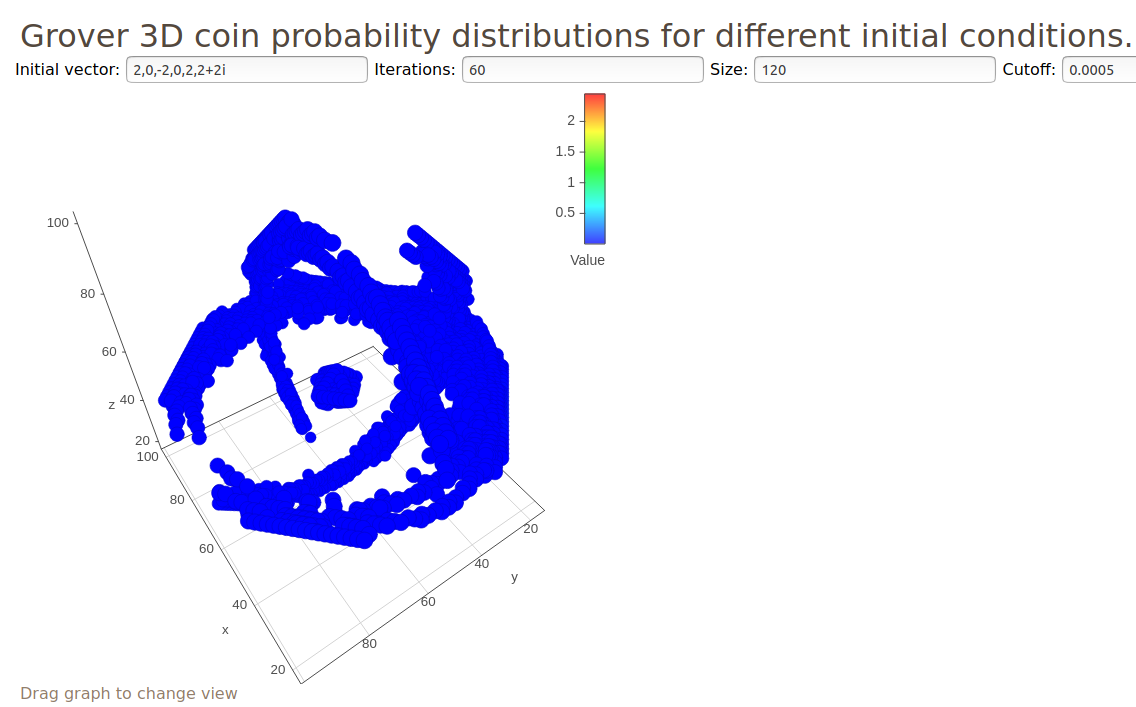 Grover 3D coin probability distributions for different initial conditions.
Initial vector: 2,0,-2,0,2,2+2i Iterations: 60 Size: 120 Cutoff: 0.0005
2
1.5
1
0.5
Value
100
80
60
z 40
20
100
80
60
40
x
20
20
40
y
60
80
Drag graph to change view